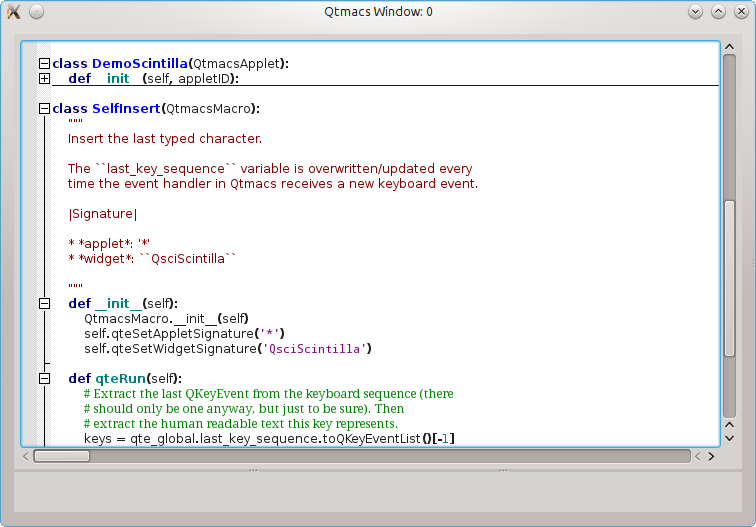 Qtmacs Window: 0
class DemoScintilla(QtmacsApplet):
def __init__(self, appletID):
class SelfInsert(QtmacsMacro):
"""
Insert the last typed character.
The ``last_key_sequence`` variable is overwritten/updated every
time the event handler in Qtmacs receives a new keyboard event.
|Signature|
* *applet*: '*'
* *widget*: ``QsciScintilla``
"""
def __init__(self):
QtmacsMacro.__init__(self)
self.qteSetAppletSignature('*')
self.qteSetWidgetSignature('QsciScintilla')
def qteRun(self):
# Extract the last QKeyEvent from the keyboard sequence (there
# should only be one anyway, but just to be sure). Then
# extract the human readable text this key represents.
keys = qte_global.last_key_sequence.toQKeyEventList()[-1]